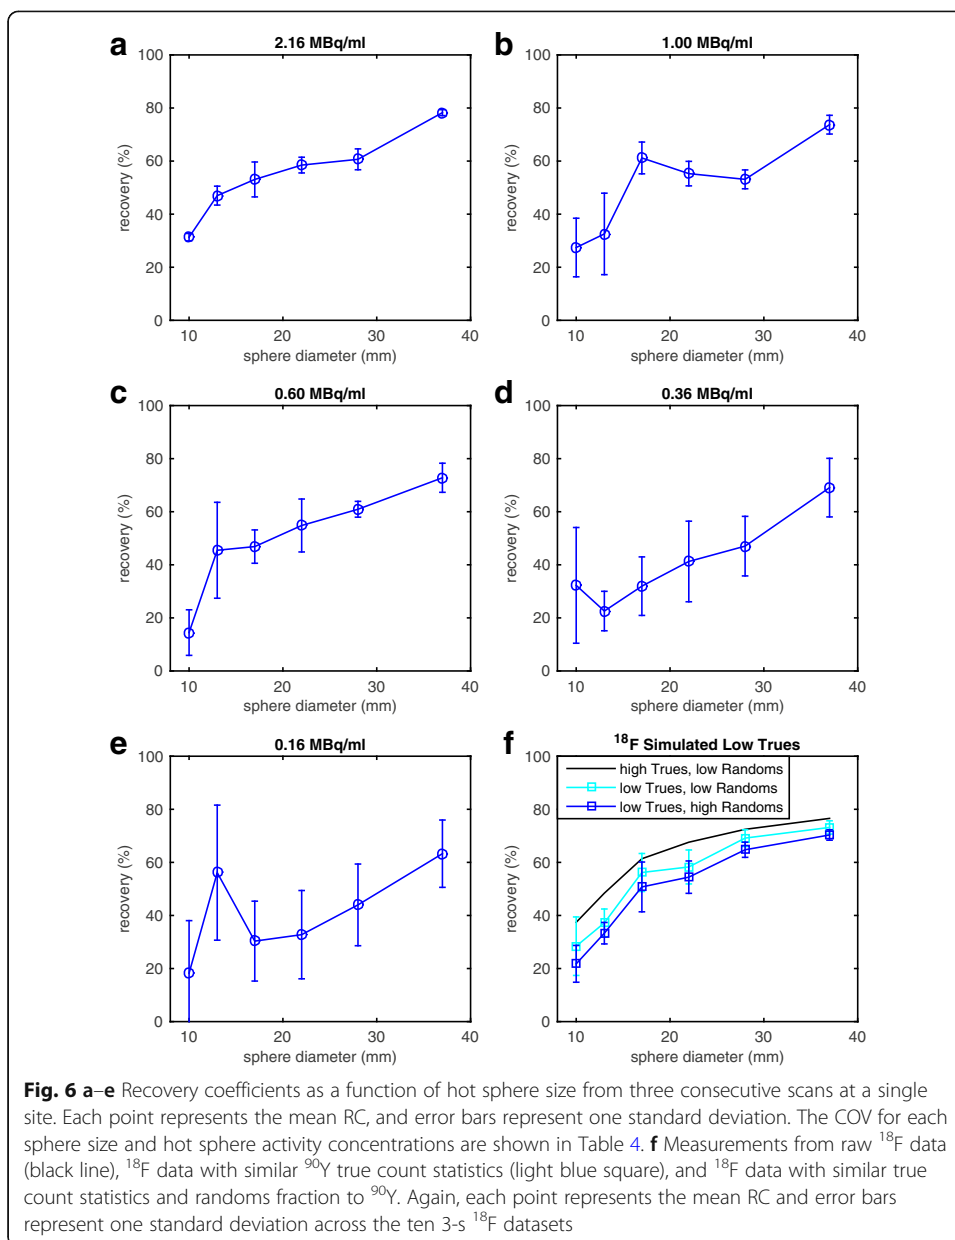 a
2.16 MBq/ml
100
80
60
40
20
0
recovery (%)
10
20
30
40
sphere diameter (mm)
b
1.00 MBq/ml
100
80
60
40
20
0
recovery (%)
10
20
30
40
sphere diameter (mm)
c
0.60 MBq/ml
100
80
60
40
20
0
recovery (%)
10
20
30
40
sphere diameter (mm)
d
0.36 MBq/ml
100
80
60
40
20
0
recovery (%)
10
20
30
40
sphere diameter (mm)
e
0.16 MBq/ml
100
80
60
40
20
0
recovery (%)
10
20
30
40
sphere diameter (mm)
f
¹⁸F Simulated Low Trues
high Trues, low Randoms
low Trues, low Randoms
low Trues, high Randoms
100
80
60
40
20
0
recovery (%)
10
20
30
40
sphere diameter (mm)
Fig. 6 a–e Recovery coefficients as a function of hot sphere size from three consecutive scans at a single
site. Each point represents the mean RC, and error bars represent one standard deviation. The COV for each
sphere size and hot sphere activity concentrations are shown in Table 4. f Measurements from raw ¹⁸F data
(black line), ¹⁸F data with similar ⁹⁰Y true count statistics (light blue square), and ¹⁸F data with similar true
count statistics and randoms fraction to ⁹⁰Y. Again, each point represents the mean RC and error bars
represent one standard deviation across the ten 3-s ¹⁸F datasets